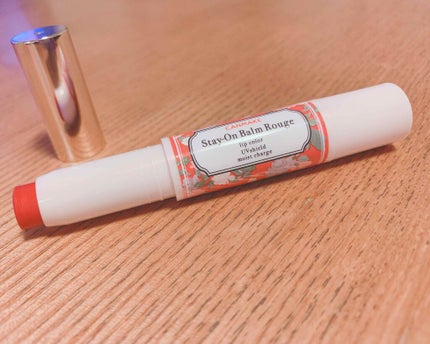 CANMAKE
Stay-On Balm Rouge
lip color
UVshield
moist charge